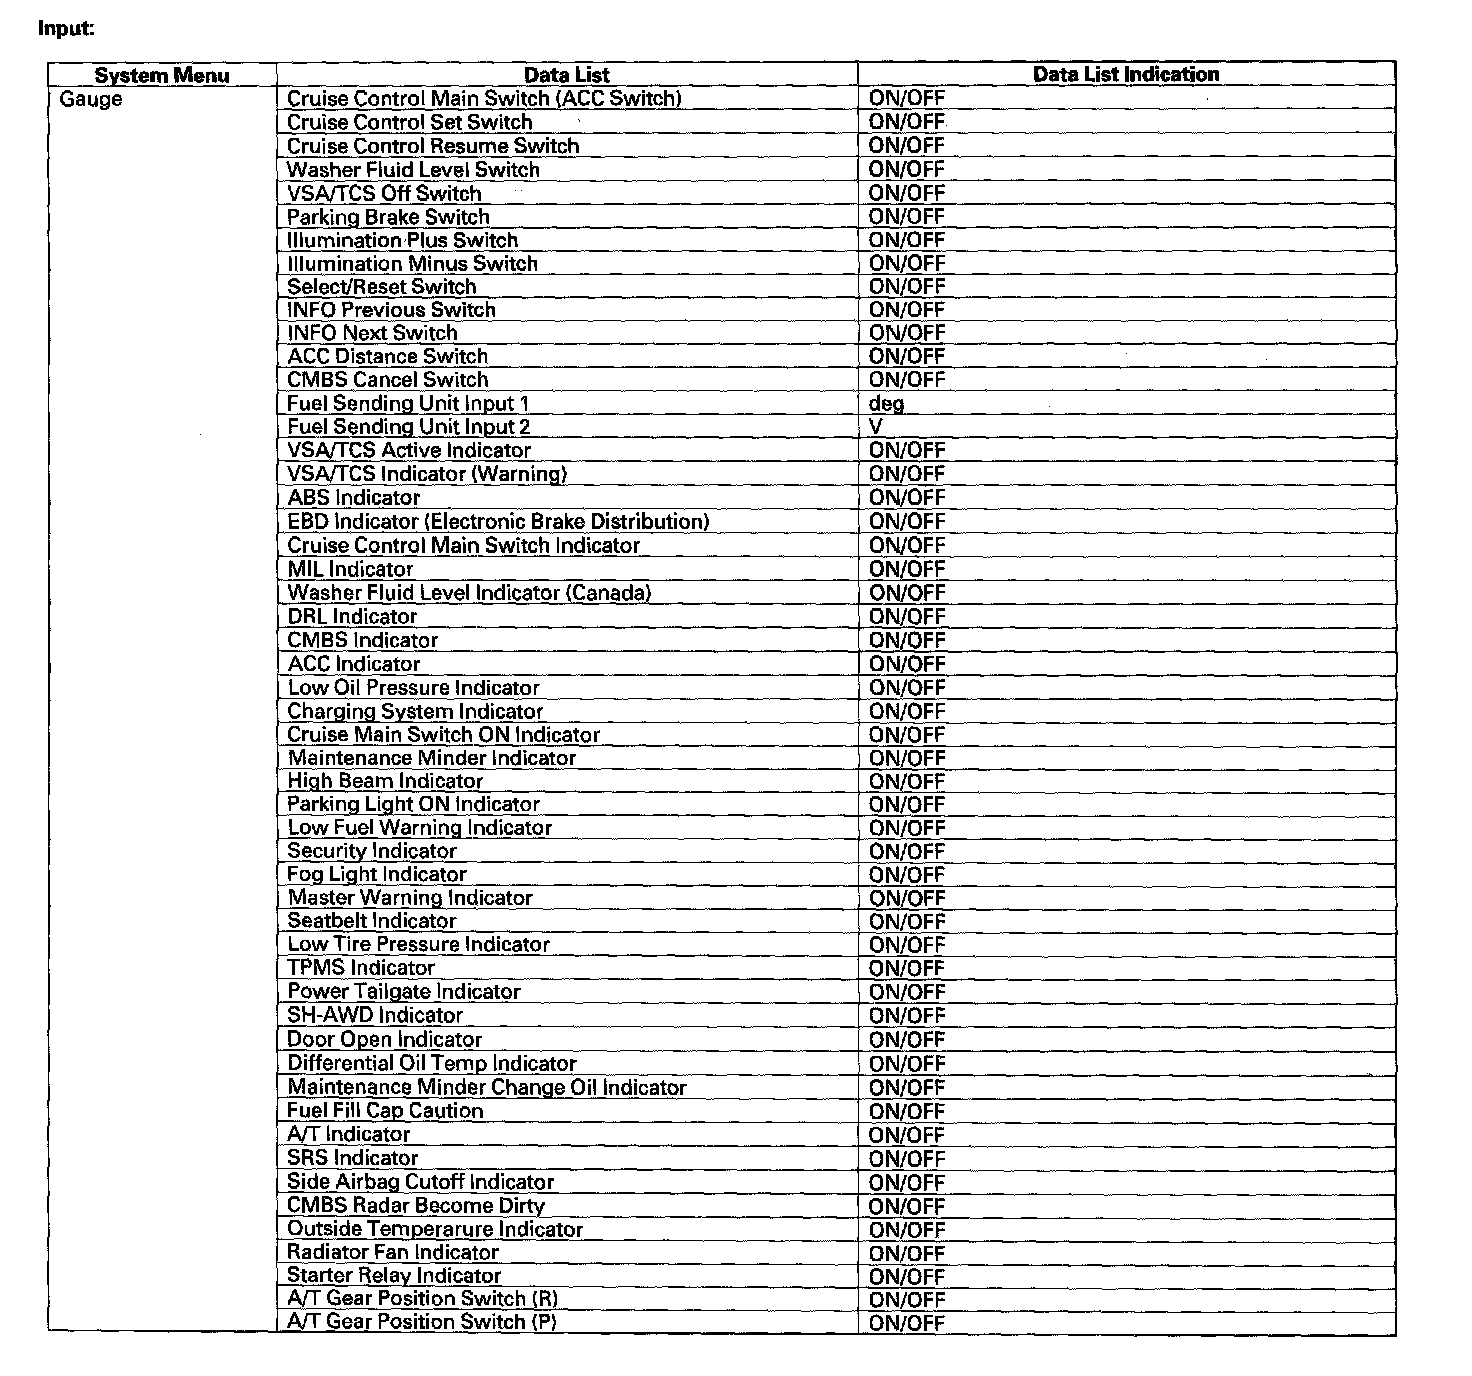 Input:
System Menu Data List Data List Indication
Gauge Cruise Control Main Switch (ACC Switch) ON/OFF
Cruise Control Set Switch ON/OFF
Cruise Control Resume Switch ON/OFF
Washer Fluid Level Switch ON/OFF
VSA/TCS Off Switch ON/OFF
Parking Brake Switch ON/OFF
Illumination Plus Switch ON/OFF
Illumination Minus Switch ON/OFF
Select/Reset Switch ON/OFF
INFO Previous Switch ON/OFF
INFO Next Switch ON/OFF
ACC Distance Switch ON/OFF
CMBS Cancel Switch ON/OFF
Fuel Sending Unit Input 1 deg
Fuel Sending Unit Input 2 V
VSA/TCS Active Indicator ON/OFF
VSA/TCS Indicator (Warning) ON/OFF
ABS Indicator ON/OFF
EBD Indicator (Electronic Brake Distribution) ON/OFF
Cruise Control Main Switch Indicator ON/OFF
MIL Indicator ON/OFF
Washer Fluid Level Indicator (Canada) ON/OFF
DRL Indicator ON/OFF
CMBS Indicator ON/OFF
ACC Indicator ON/OFF
Low Oil Pressure Indicator ON/OFF
Charging System Indicator ON/OFF
Cruise Main Switch ON Indicator ON/OFF
Maintenance Minder Indicator ON/OFF
High Beam Indicator ON/OFF
Parking Light ON Indicator ON/OFF
Low Fuel Warning Indicator ON/OFF
Security Indicator ON/OFF
Fog Light Indicator ON/OFF
Master Warning Indicator ON/OFF
Seatbelt Indicator ON/OFF
Low Tire Pressure Indicator ON/OFF
TPMS Indicator ON/OFF
Power Tailgate Indicator ON/OFF
SH-AWD Indicator ON/OFF
Door Open Indicator ON/OFF
Differential Oil Temp Indicator ON/OFF
Maintenance Minder Change Oil Indicator ON/OFF
Fuel Fill Cap Caution ON/OFF
A/T Indicator ON/OFF
SRS Indicator ON/OFF
Side Airbag Cutoff Indicator ON/OFF
CMBS Radar Become Dirty ON/OFF
Outside Temperarure Indicator ON/OFF
Radiator Fan Indicator ON/OFF
Starter Relay Indicator ON/OFF
A/T Gear Position Switch (R) ON/OFF
A/T Gear Position Switch (P) ON/OFF